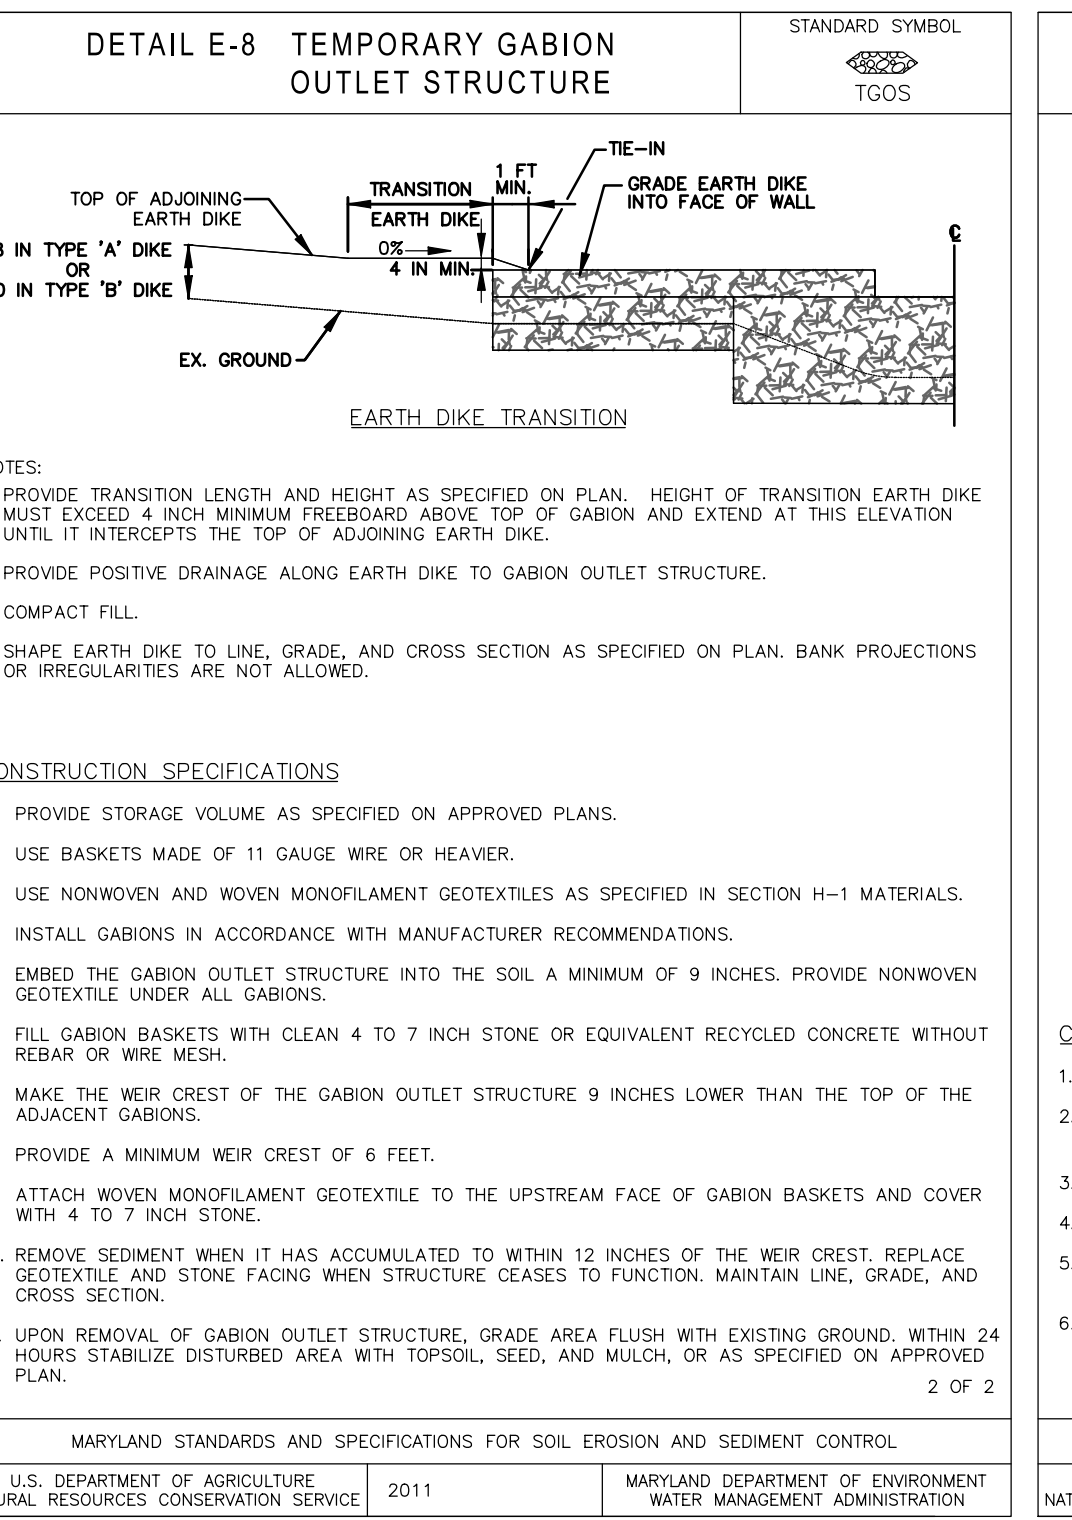 DETAIL E-8 TEMPORARY GABION
OUTLET STRUCTURE
STANDARD SYMBOL
TGOS
TIE-IN
1 FT
MIN.
TRANSITION
EARTH DIKE
GRADE EARTH DIKE
INTO FACE OF WALL
TOP OF ADJOINING
EARTH DIKE
IN TYPE 'A' DIKE
OR
IN TYPE 'B' DIKE
0%
4 IN MIN.
℄
EX. GROUND
EARTH DIKE TRANSITION
OTES:
PROVIDE TRANSITION LENGTH AND HEIGHT AS SPECIFIED ON PLAN. HEIGHT OF TRANSITION EARTH DIKE
MUST EXCEED 4 INCH MINIMUM FREEBOARD ABOVE TOP OF GABION AND EXTEND AT THIS ELEVATION
UNTIL IT INTERCEPTS THE TOP OF ADJOINING EARTH DIKE.
PROVIDE POSITIVE DRAINAGE ALONG EARTH DIKE TO GABION OUTLET STRUCTURE.
COMPACT FILL.
SHAPE EARTH DIKE TO LINE, GRADE, AND CROSS SECTION AS SPECIFIED ON PLAN. BANK PROJECTIONS
OR IRREGULARITIES ARE NOT ALLOWED.
ONSTRUCTION SPECIFICATIONS
PROVIDE STORAGE VOLUME AS SPECIFIED ON APPROVED PLANS.
USE BASKETS MADE OF 11 GAUGE WIRE OR HEAVIER.
USE NONWOVEN AND WOVEN MONOFILAMENT GEOTEXTILES AS SPECIFIED IN SECTION H-1 MATERIALS.
INSTALL GABIONS IN ACCORDANCE WITH MANUFACTURER RECOMMENDATIONS.
EMBED THE GABION OUTLET STRUCTURE INTO THE SOIL A MINIMUM OF 9 INCHES. PROVIDE NONWOVEN
GEOTEXTILE UNDER ALL GABIONS.
FILL GABION BASKETS WITH CLEAN 4 TO 7 INCH STONE OR EQUIVALENT RECYCLED CONCRETE WITHOUT
REBAR OR WIRE MESH.
MAKE THE WEIR CREST OF THE GABION OUTLET STRUCTURE 9 INCHES LOWER THAN THE TOP OF THE
ADJACENT GABIONS.
PROVIDE A MINIMUM WEIR CREST OF 6 FEET.
ATTACH WOVEN MONOFILAMENT GEOTEXTILE TO THE UPSTREAM FACE OF GABION BASKETS AND COVER
WITH 4 TO 7 INCH STONE.
. REMOVE SEDIMENT WHEN IT HAS ACCUMULATED TO WITHIN 12 INCHES OF THE WEIR CREST. REPLACE
GEOTEXTILE AND STONE FACING WHEN STRUCTURE CEASES TO FUNCTION. MAINTAIN LINE, GRADE, AND
CROSS SECTION.
. UPON REMOVAL OF GABION OUTLET STRUCTURE, GRADE AREA FLUSH WITH EXISTING GROUND. WITHIN 24
HOURS STABILIZE DISTURBED AREA WITH TOPSOIL, SEED, AND MULCH, OR AS SPECIFIED ON APPROVED
PLAN.
2 OF 2
MARYLAND STANDARDS AND SPECIFICATIONS FOR SOIL EROSION AND SEDIMENT CONTROL
U.S. DEPARTMENT OF AGRICULTURE
URAL RESOURCES CONSERVATION SERVICE
2011
MARYLAND DEPARTMENT OF ENVIRONMENT
WATER MANAGEMENT ADMINISTRATION
C
1.
2.
3.
4.
5.
6.
NAT